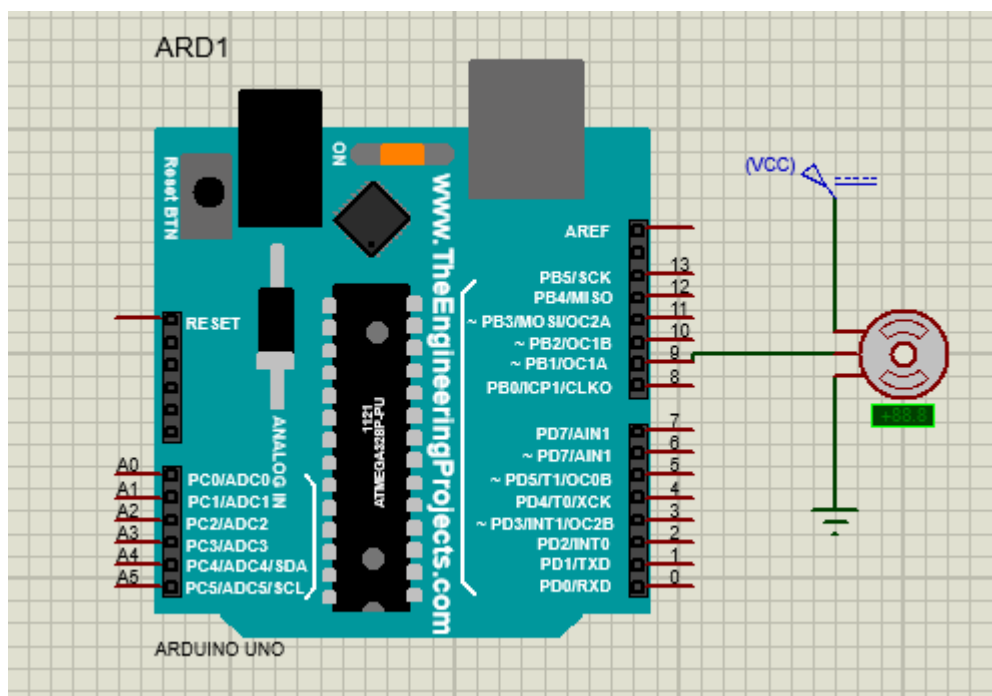 ARD1
ON
Reset BTN
www.TheEngineeringProjects.com
(VCC)
AREF
PB5/SCK 13
PB4/MISO 12
~ PB3/MOSI/OC2A 11
~ PB2/OC1B 10
~ PB1/OC1A 9
PB0/ICP1/CLKO 8
RESET
1121
ATMEGA328P-PU
ANALOG IN
+88.8
PD7/AIN1 7
~ PD7/AIN1 6
~ PD5/T1/OC0B 5
PD4/T0/XCK 4
~ PD3/INT1/OC2B 3
PD2/INT0 2
PD1/TXD 1
PD0/RXD 0
A0 PC0/ADC0
A1 PC1/ADC1
A2 PC2/ADC2
A3 PC3/ADC3
A4 PC4/ADC4/SDA
A5 PC5/ADC5/SCL
ARDUINO UNO